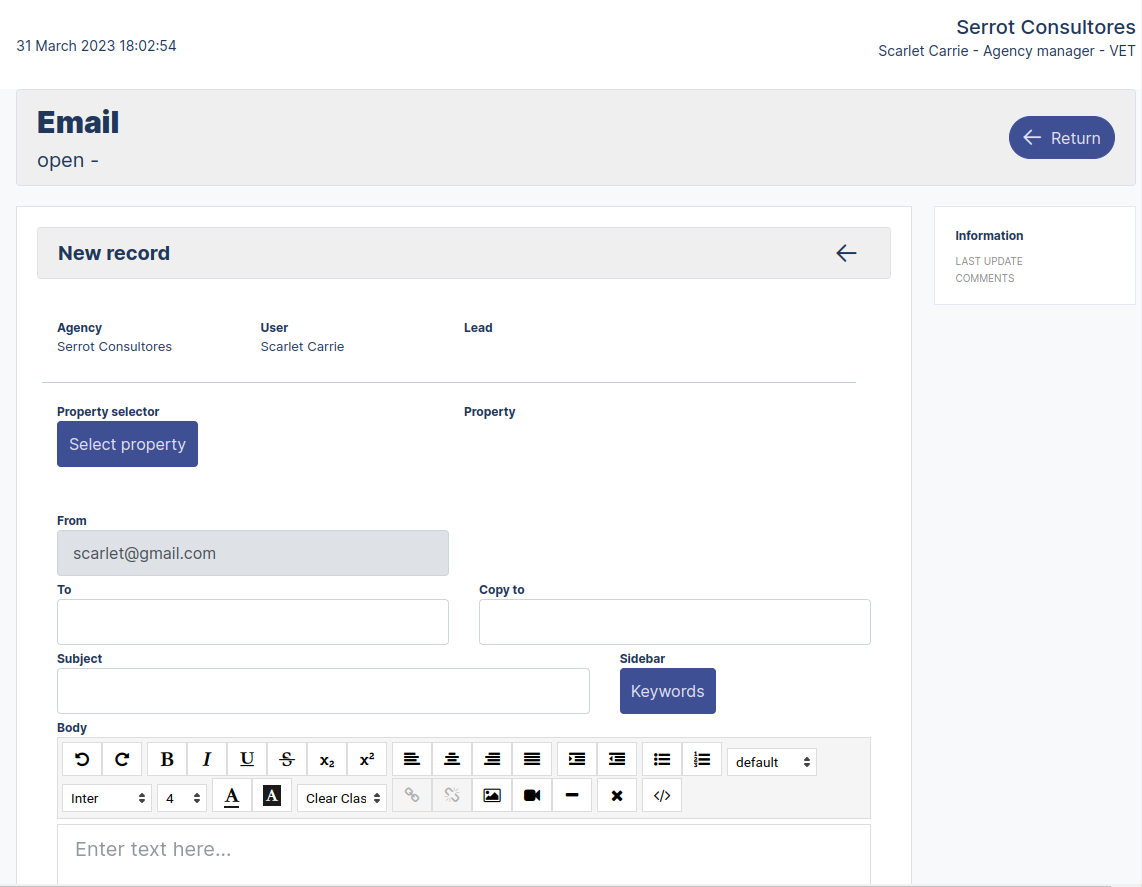 31 March 2023 18:02:54
Serrot Consultores
Scarlet Carrie - Agency manager - VET
Email
open -
Return
New record
Information
LAST UPDATE
COMMENTS
Agency
User
Lead
Serrot Consultores
Scarlet Carrie
Property selector
Property
Select property
From
scarlet@gmail.com
To
Copy to
Subject
Sidebar
Keywords
Body
B I U S x₂ x²
default
Inter
4
A A
Clear Clas
</>
Enter text here...